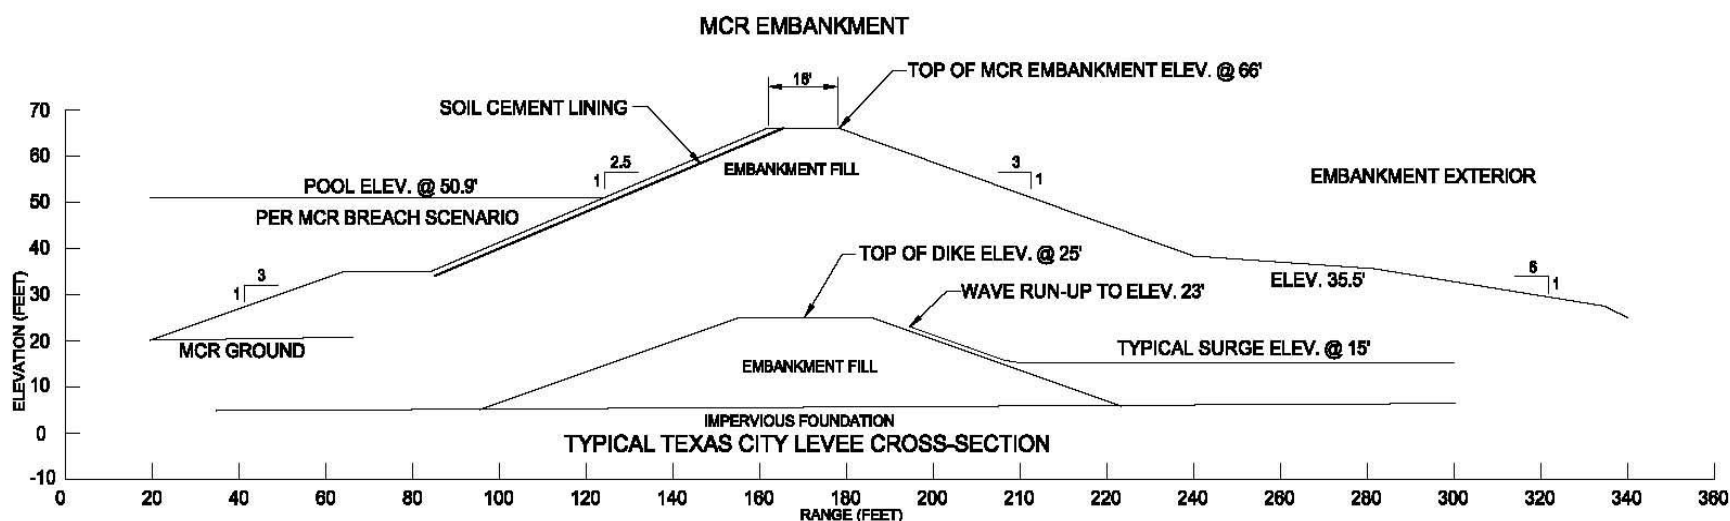 MCR EMBANKMENT
TOP OF MCR EMBANKMENT ELEV. @ 66'
16'
SOIL CEMENT LINING
70
60
50
40
30
20
10
0
-10
ELEVATION (FEET)
2.5
1
EMBANKMENT FILL
3
1
EMBANKMENT EXTERIOR
POOL ELEV. @ 50.9'
PER MCR BREACH SCENARIO
TOP OF DIKE ELEV. @ 25'
3
1
WAVE RUN-UP TO ELEV. 23'
ELEV. 35.5'
6
1
MCR GROUND
EMBANKMENT FILL
TYPICAL SURGE ELEV. @ 15'
IMPERVIOUS FOUNDATION
TYPICAL TEXAS CITY LEVEE CROSS-SECTION
0 20 40 60 80 100 120 140 160 180 200 220 210 240 260 280 300 320 340 360
RANGE (FEET)